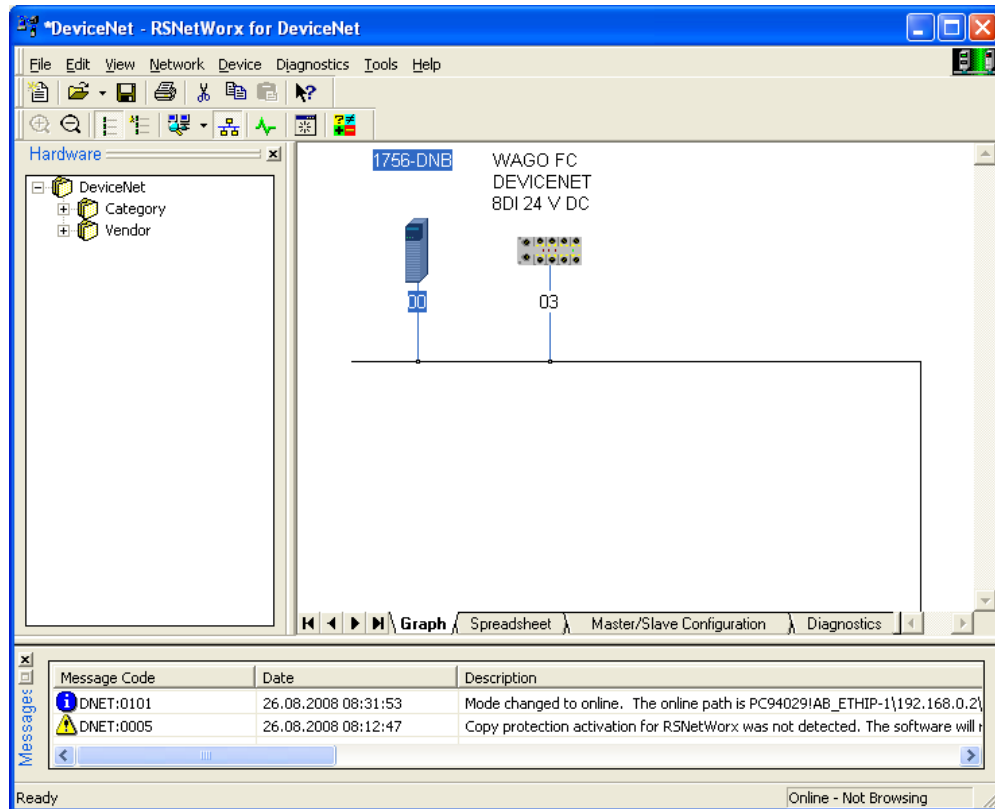 *DeviceNet - RSNetWorx for DeviceNet
File Edit View Network Device Diagnostics Tools Help
Hardware
DeviceNet
Category
Vendor
1756-DNB
WAGO FC
DEVICENET
8DI 24 V DC
00
03
Graph Spreadsheet Master/Slave Configuration Diagnostics
Messages
Message Code Date Description
DNET:0101 26.08.2008 08:31:53 Mode changed to online. The online path is PC94029!AB_ETHIP-1\192.168.0.2\
DNET:0005 26.08.2008 08:12:47 Copy protection activation for RSNetWorx was not detected. The software will
Ready Online - Not Browsing